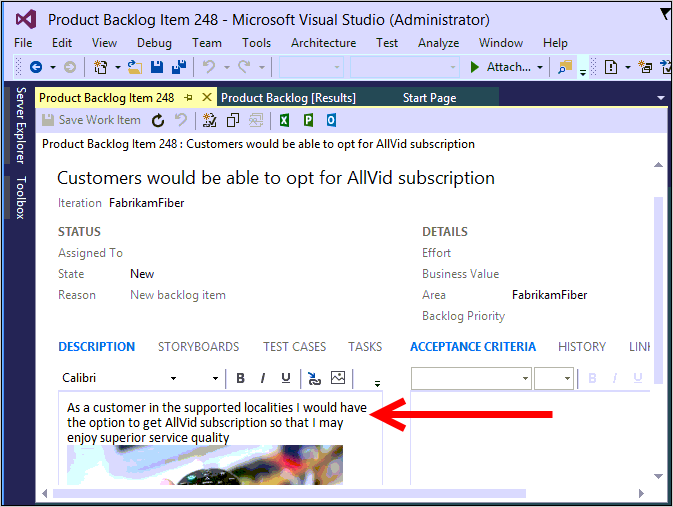 Product Backlog Item 248 - Microsoft Visual Studio (Administrator)
File Edit View Debug Team Tools Architecture Test Analyze Window Help
Attach...
Server Explorer
Toolbox
Product Backlog Item 248 Product Backlog [Results] Start Page
Save Work Item
Product Backlog Item 248 : Customers would be able to opt for AllVid subscription
Customers would be able to opt for AllVid subscription
Iteration FabrikamFiber
STATUS DETAILS
Assigned To Effort
State New Business Value
Reason New backlog item Area FabrikamFiber
Backlog Priority
DESCRIPTION STORYBOARDS TEST CASES TASKS ACCEPTANCE CRITERIA HISTORY LINK
Calibri B I U B I U
As a customer in the supported localities I would have
the option to get AllVid subscription so that I may
enjoy superior service quality